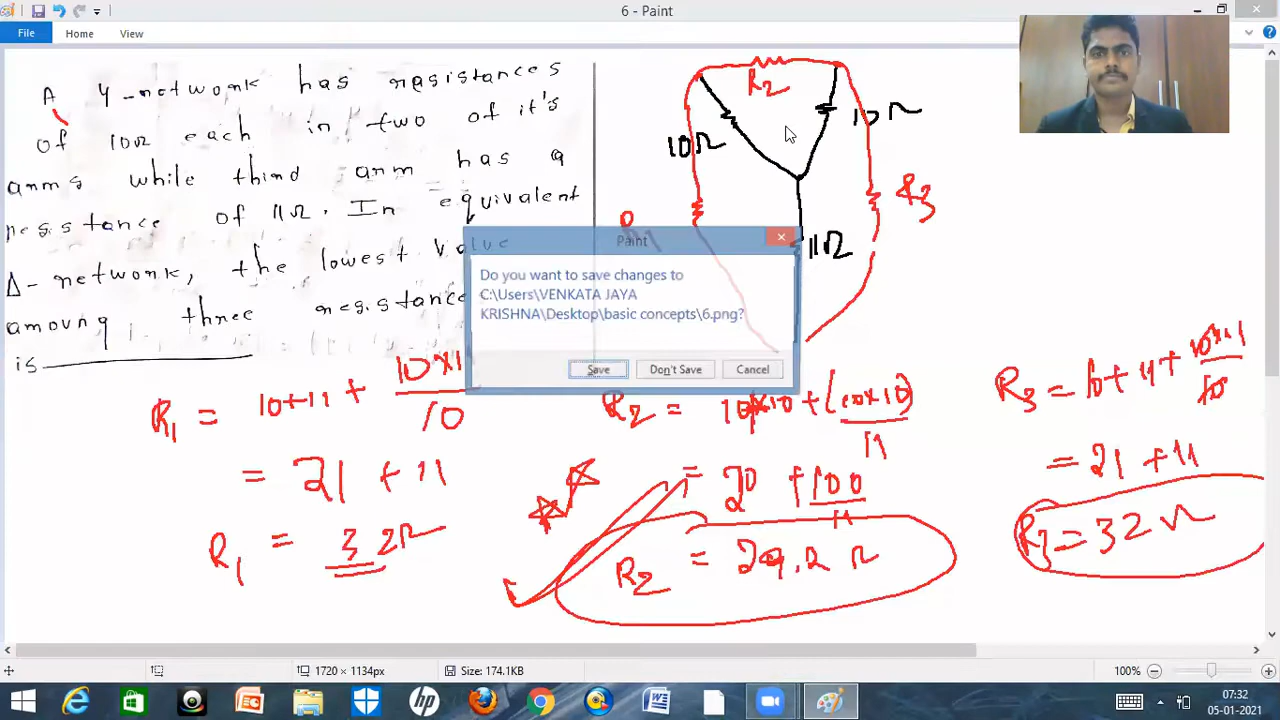 6 - Paint
File Home View
A Y-network has resistances
of 10Ω each in two of it's
arms while third arm has a
resistance of 11Ω. In equivalent
Δ-network, the lowest value
among three resistance
is
R2
10Ω
10Ω
R3
11Ω
Paint
Do you want to save changes to
C:\Users\VENKATA JAYA
KRISHNA\Desktop\basic concepts\6.png?
Save Don't Save Cancel
R1 = 10+11 + 10×1
10
= 21 + 11
R1 = 32Ω
R2 = 10+10 + (10×10)
11
= 20 + 100
11
R2 = 29.2 Ω
R3 = 10 + 11 + 10×11
10
= 21 + 11
R3 = 32 Ω
1720 × 1134px Size: 174.1KB 100%
07:32
05-01-2021